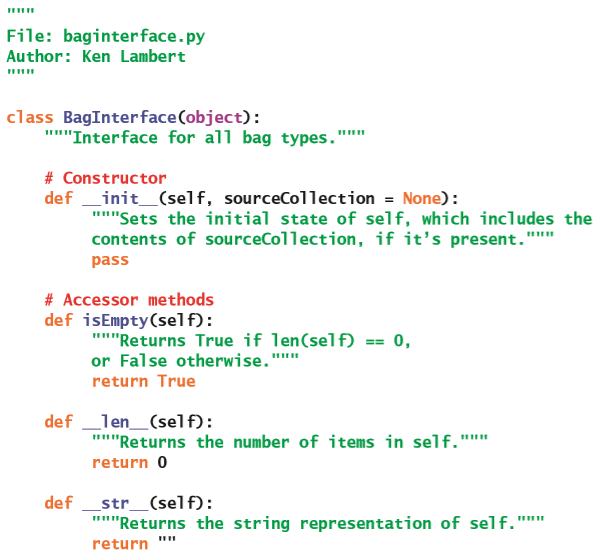 """
File: baginterface.py
Author: Ken Lambert
"""

class BagInterface(object):
    """Interface for all bag types."""

    # Constructor
    def __init__(self, sourceCollection = None):
         """Sets the initial state of self, which includes the
         contents of sourceCollection, if it’s present."""
         pass

    # Accessor methods
    def isEmpty(self):
         """Returns True if len(self) == 0,
         or False otherwise."""
         return True

    def __len__(self):
         """Returns the number of items in self."""
         return 0

    def __str__(self):
         """Returns the string representation of self."""
         return ""